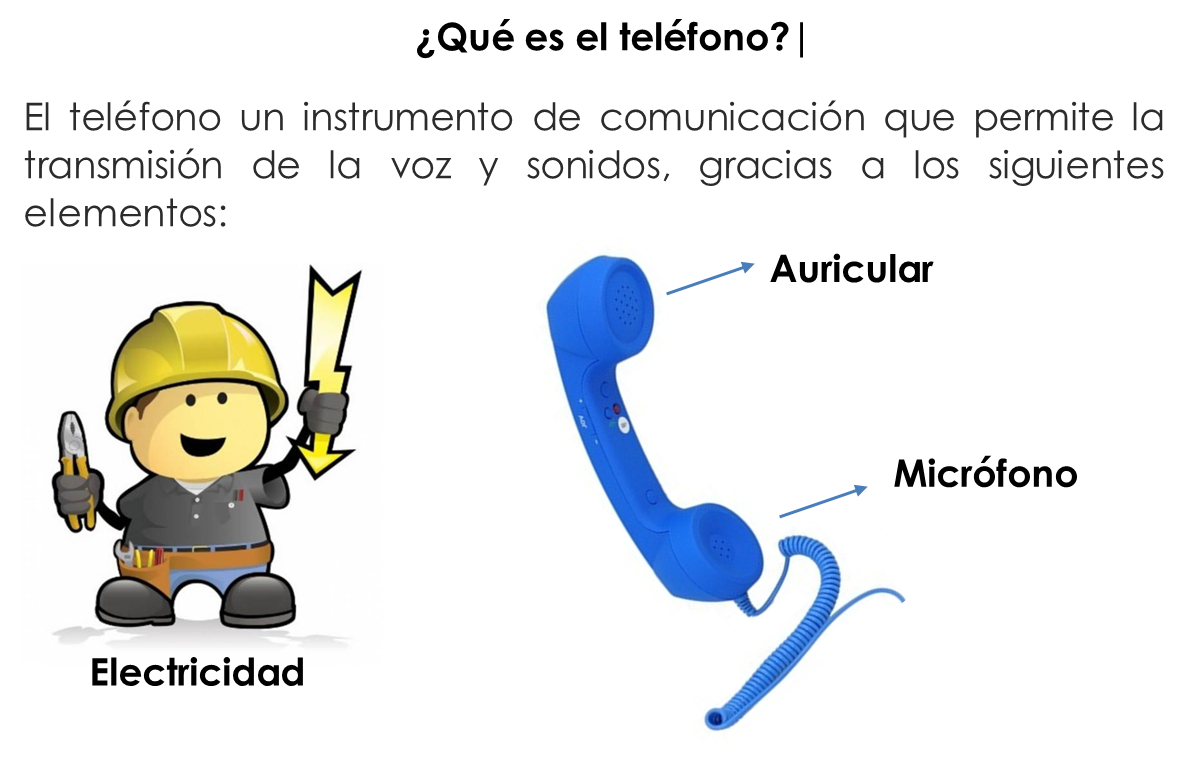 ¿Qué es el teléfono?
El teléfono un instrumento de comunicación que permite la
transmisión de la voz y sonidos, gracias a los siguientes
elementos:
Auricular
Micrófono
Electricidad